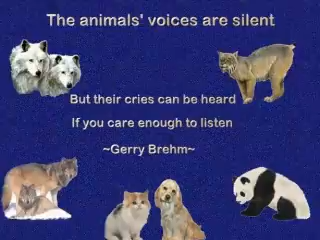 The animals' voices are silent
But their cries can be heard
If you care enough to listen
~Gerry Brehm~